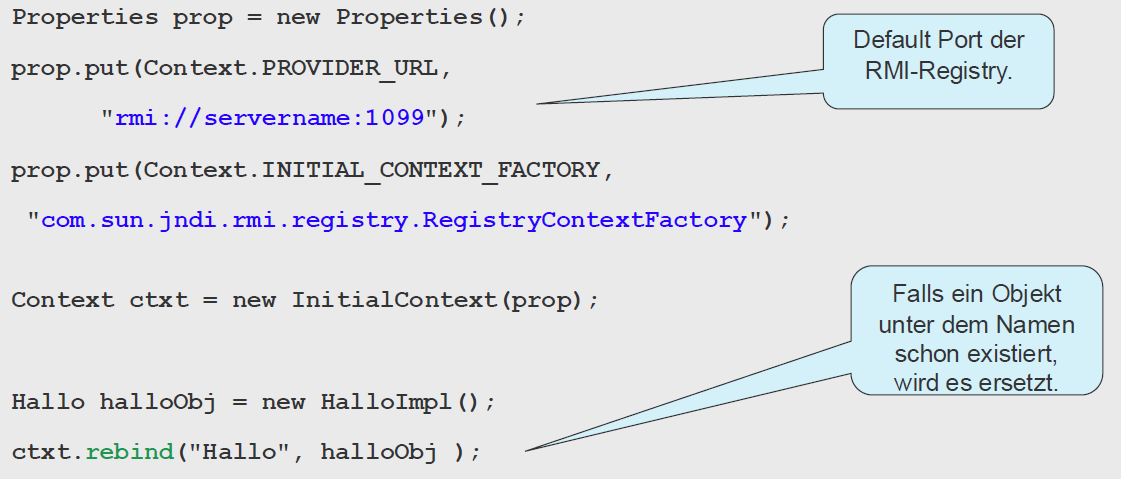 Properties prop = new Properties();
prop.put(Context.PROVIDER_URL,
"rmi://servername:1099");
prop.put(Context.INITIAL_CONTEXT_FACTORY,
"com.sun.jndi.rmi.registry.RegistryContextFactory");
Context ctxt = new InitialContext(prop);
Hallo halloObj = new HalloImpl();
ctxt.rebind("Hallo", halloObj );
Default Port der
RMI-Registry.
Falls ein Objekt
unter dem Namen
schon existiert,
wird es ersetzt.